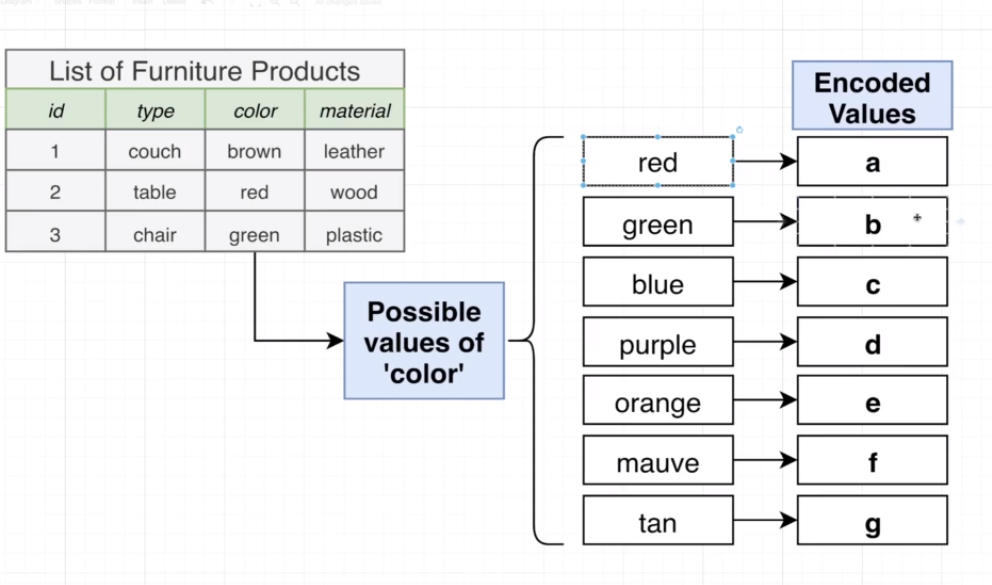 List of Furniture Products
id type color material
1 couch brown leather
2 table red wood
3 chair green plastic
Possible
values of
'color'
Encoded
Values
red a
green b
blue c
purple d
orange e
mauve f
tan g